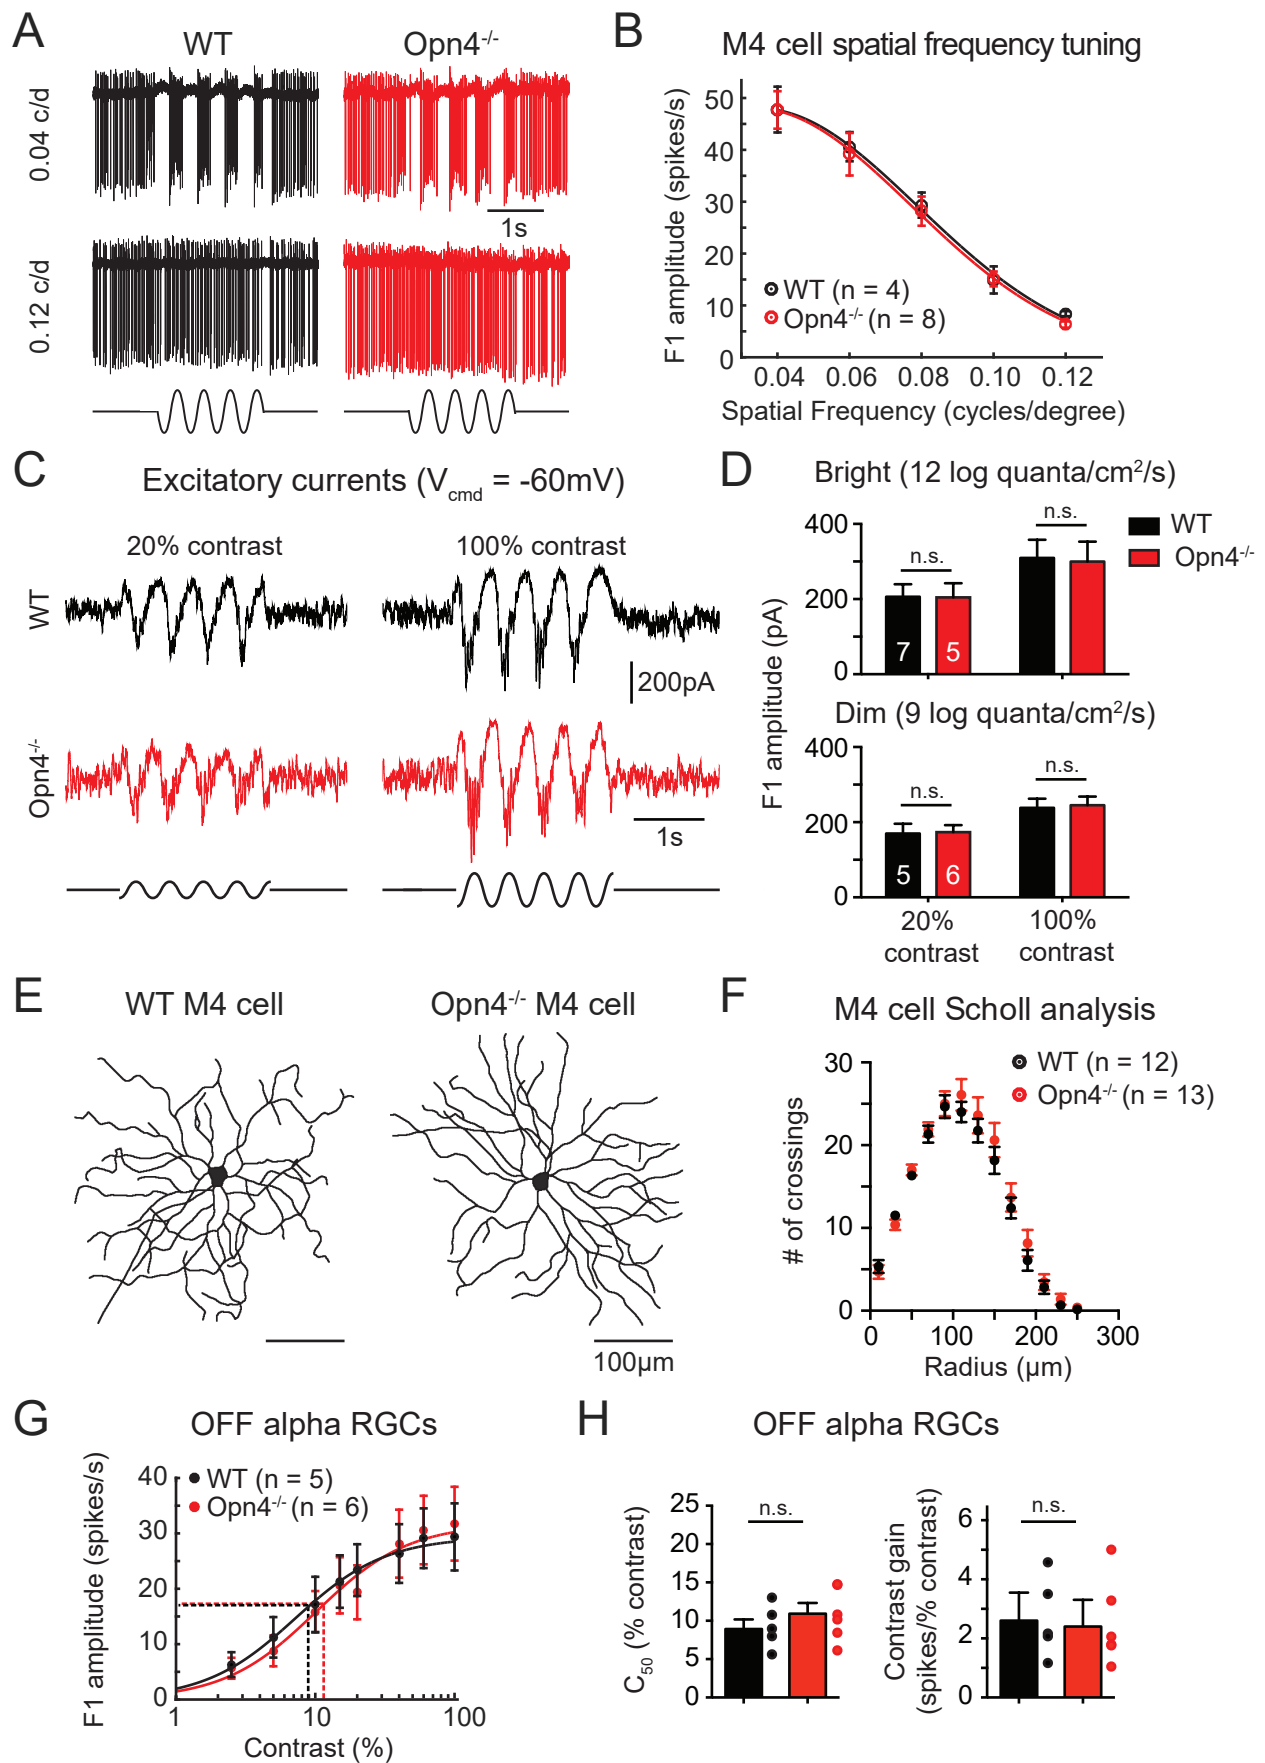 A
WT
Opn4-/-
0.04 c/d
1s
0.12 c/d
B
M4 cell spatial frequency tuning
F1 amplitude (spikes/s)
50
40
30
20
10
0
WT (n = 4)
Opn4-/- (n = 8)
0.04 0.06 0.08 0.10 0.12
Spatial Frequency (cycles/degree)
C
Excitatory currents (Vcmd = -60mV)
20% contrast
100% contrast
WT
200pA
Opn4-/-
1s
D
Bright (12 log quanta/cm2/s)
F1 amplitude (pA)
400
200
0
n.s.
n.s.
WT
Opn4-/-
7 5
Dim (9 log quanta/cm2/s)
400
200
0
n.s.
n.s.
5 6
20% contrast
100% contrast
E
WT M4 cell
Opn4-/- M4 cell
100µm
F
M4 cell Scholl analysis
# of crossings
30
20
10
0
WT (n = 12)
Opn4-/- (n = 13)
0 100 200 300
Radius (µm)
G
OFF alpha RGCs
F1 amplitude (spikes/s)
40
30
20
10
0
WT (n = 5)
Opn4-/- (n = 6)
1 10 100
Contrast (%)
H
OFF alpha RGCs
C50 (% contrast)
25
20
15
10
5
0
n.s.
Contrast gain
(spikes/% contrast)
6
4
2
0
n.s.